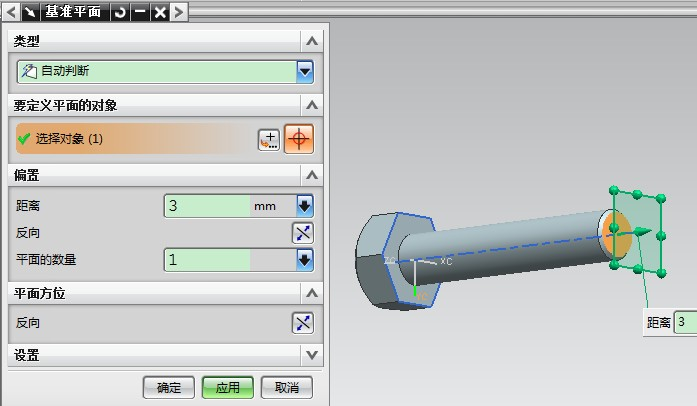 基准平面
类型
自动判断
要定义平面的对象
选择对象 (1)
偏置
距离
3
mm
反向
平面的数量
1
平面方位
反向
设置
确定
应用
取消
XC
距离
3